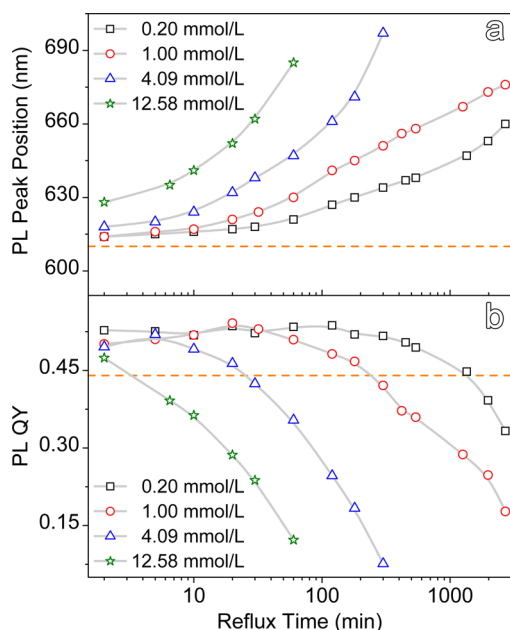 a
0.20 mmol/L
1.00 mmol/L
4.09 mmol/L
12.58 mmol/L
PL Peak Position (nm)
690
660
630
600
b
PL QY
0.45
0.30
0.15
0.20 mmol/L
1.00 mmol/L
4.09 mmol/L
12.58 mmol/L
10
100
1000
Reflux Time (min)